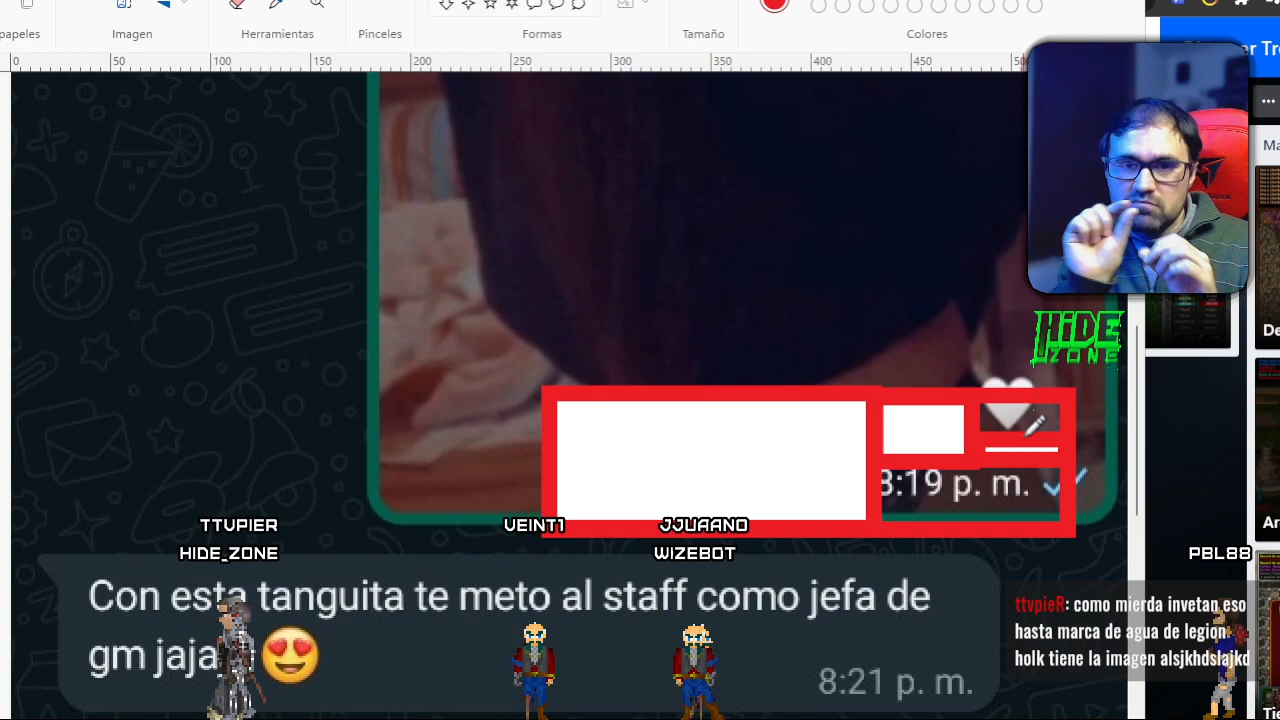 papeles
Imagen
Herramientas
Pinceles
Formas
Tamaño
Colores
0
50
100
150
200
250
300
350
400
450
HiDE
ZONE
8:19 p. m.
TTVPIER
VEINT1
JJUAANO
HIDE_ZONE
WIZEBOT
PBL88
Con esta tanguita te meto al staff como jefa de
gm jaja
8:21 p. m.
ttvpieR: como mierda invetan eso
hasta marca de agua de legion
holk tiene la imagen alsjkhdslajkd